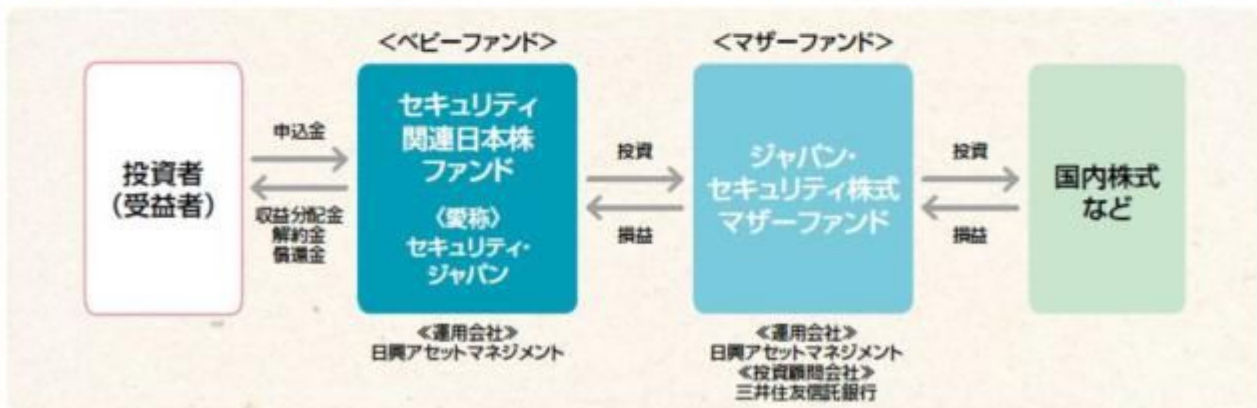 <ベビーファンド>
<マザーファンド>
投資者
(受益者)
申込金
収益分配金
解約金
償還金
セキュリティ
関連日本株
ファンド
〈愛称〉
セキュリティ・
ジャパン
投資
損益
ジャパン・
セキュリティ株式
マザーファンド
投資
損益
国内株式
など
≪運用会社≫
日興アセットマネジメント
≪運用会社≫
日興アセットマネジメント
≪投資顧問会社≫
三井住友信託銀行